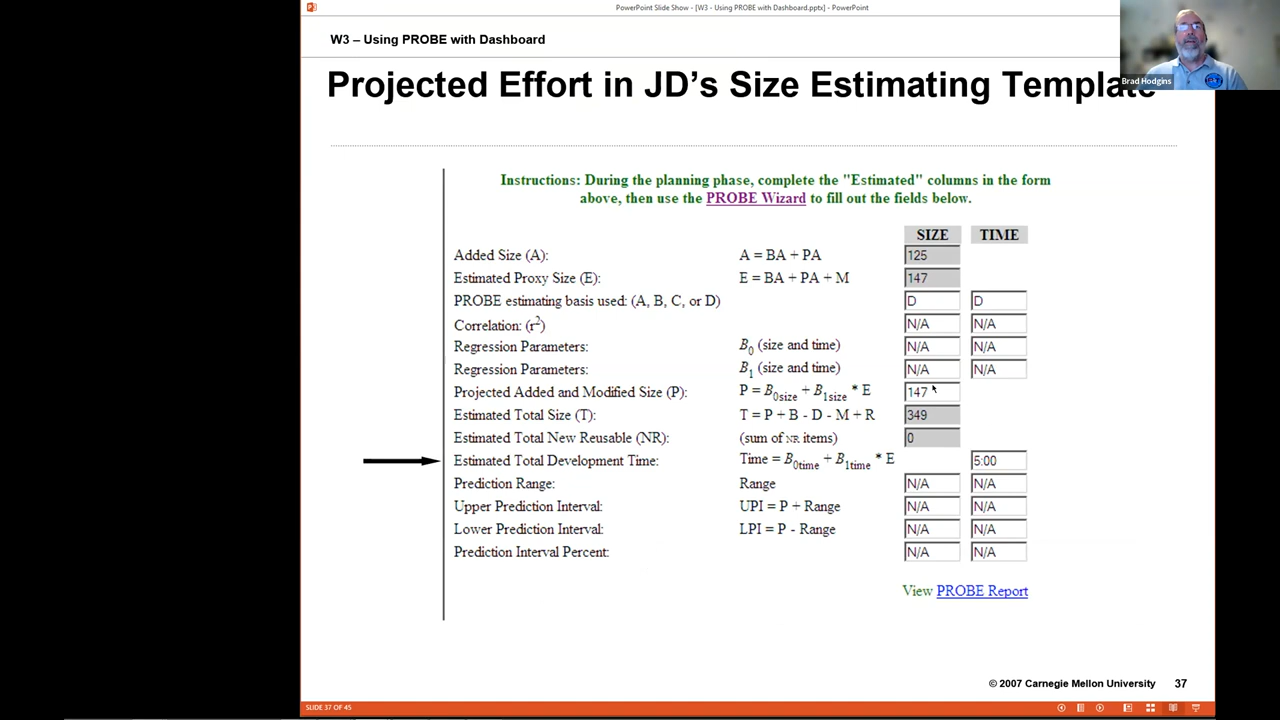 PowerPoint Slide Show - [W3 - Using PROBE with Dashboard.pptx] - PowerPoint
W3 – Using PROBE with Dashboard
Brad Hodgins
Projected Effort in JD's Size Estimating Template
Instructions: During the planning phase, complete the "Estimated" columns in the form
above, then use the PROBE Wizard to fill out the fields below.
SIZE TIME
Added Size (A): A = BA + PA 125
Estimated Proxy Size (E): E = BA + PA + M 147
PROBE estimating basis used: (A, B, C, or D) D D
Correlation: (r2) N/A N/A
Regression Parameters: B0 (size and time) N/A N/A
Regression Parameters: B1 (size and time) N/A N/A
Projected Added and Modified Size (P): P = B0size + B1size * E 147
Estimated Total Size (T): T = P + B - D - M + R 349
Estimated Total New Reusable (NR): (sum of NR items) 0
Estimated Total Development Time: Time = B0time + B1time * E 5:00
Prediction Range: Range N/A N/A
Upper Prediction Interval: UPI = P + Range N/A N/A
Lower Prediction Interval: LPI = P - Range N/A N/A
Prediction Interval Percent: N/A N/A
View PROBE Report
© 2007 Carnegie Mellon University 37
SLIDE 37 OF 45